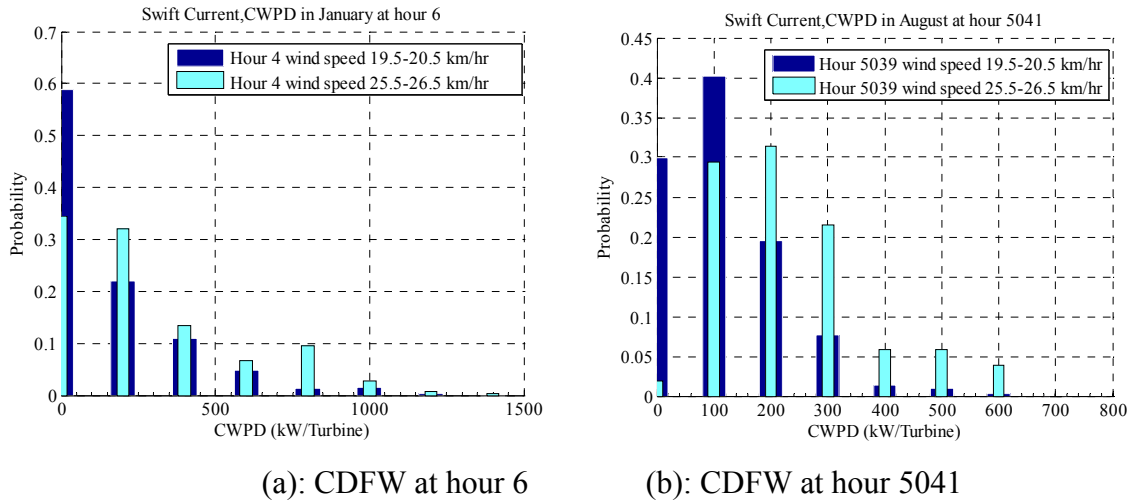 Swift Current,CWPD in January at hour 6
0.7
0.6
0.5
0.4
0.3
0.2
0.1
0
Probability
Hour 4 wind speed 19.5-20.5 km/hr
Hour 4 wind speed 25.5-26.5 km/hr
0 500 1000 1500
CWPD (kW/Turbine)
(a): CDFW at hour 6
Swift Current,CWPD in August at hour 5041
0.45
0.4
0.35
0.3
0.25
0.2
0.15
0.1
0.05
0
Probability
Hour 5039 wind speed 19.5-20.5 km/hr
Hour 5039 wind speed 25.5-26.5 km/hr
0 100 200 300 400 500 600 700 800
CWPD (kW/Turbine)
(b): CDFW at hour 5041